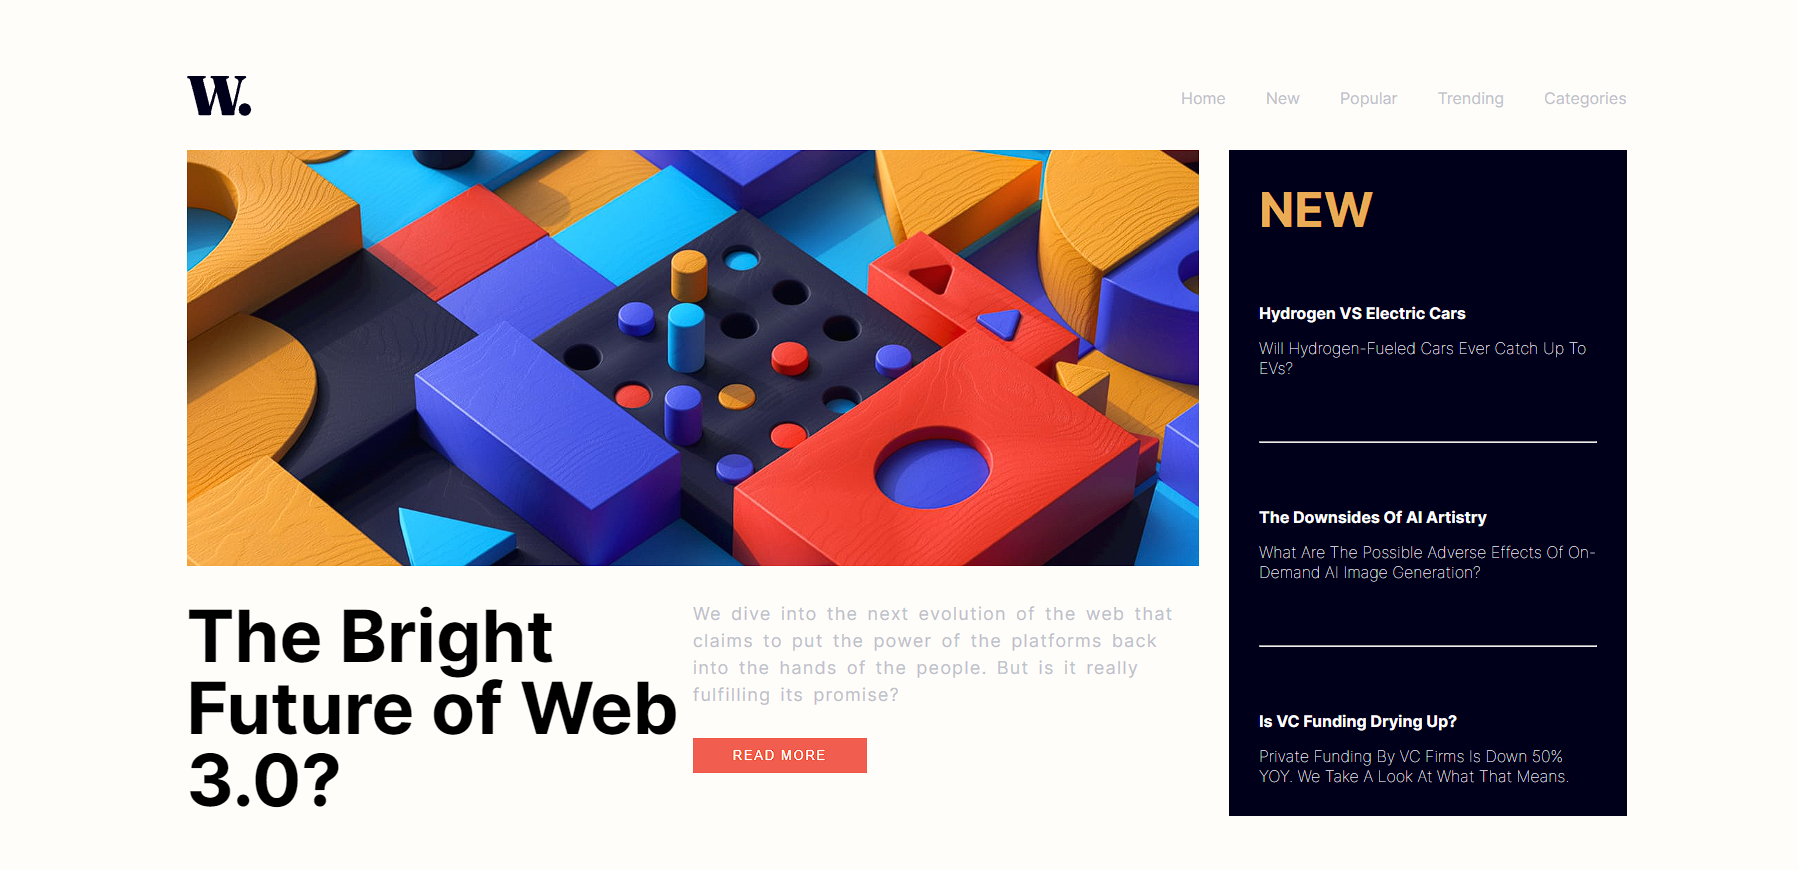 W.
Home New Popular Trending Categories
The Bright
Future of Web
3.0?
We dive into the next evolution of the web that
claims to put the power of the platforms back
into the hands of the people. But is it really
fulfilling its promise?
READ MORE
NEW
Hydrogen VS Electric Cars
Will Hydrogen-Fueled Cars Ever Catch Up To
EVs?
The Downsides Of AI Artistry
What Are The Possible Adverse Effects Of On-
Demand AI Image Generation?
Is VC Funding Drying Up?
Private Funding By VC Firms Is Down 50%
YOY. We Take A Look At What That Means.